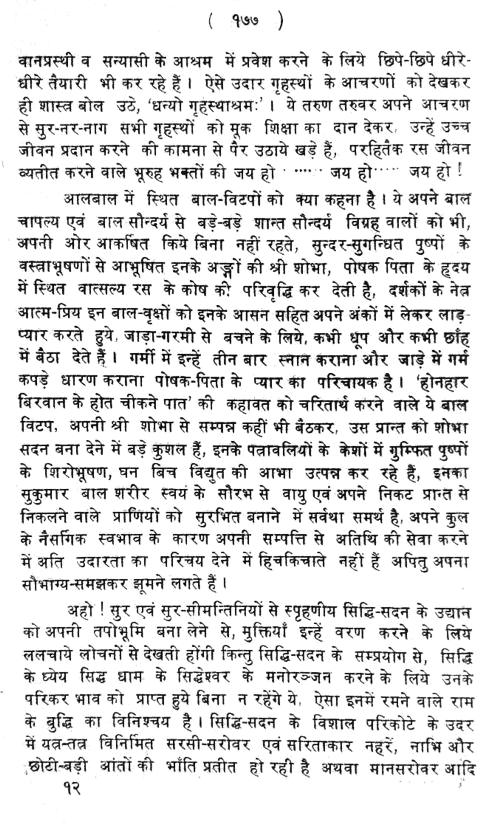 ( १७७ )
वानप्रस्थी व सन्यासी के आश्रम में प्रवेश करने के लिये छिपे-छिपे धीरे-
धीरे तैयारी भी कर रहे हैं । ऐसे उदार गृहस्थों के आचरणों को देखकर
ही शास्त्र बोल उठे, 'धन्यो गृहस्थाश्रमः' । ये तरुण तरुवर अपने आचरण
से सुर-नर-नाग सभी गृहस्थों को मूक शिक्षा का दान देकर, उन्हें उच्च
जीवन प्रदान करने की कामना से पैर उठाये खड़े हैं, परहितैक रस जीवन
व्यतीत करने वाले भूरुह भक्तों की जय हो ...... जय हो ..... जय हो !
आलबाल में स्थित बाल-विटपों को क्या कहना है । ये अपने बाल
चापल्य एवं बाल सौन्दर्य से बड़े-बड़े शान्त सौन्दर्य विग्रह वालों को भी,
अपनी ओर आकर्षित किये बिना नहीं रहते, सुन्दर-सुगन्धित पुष्पों के
वस्त्राभूषणों से आभूषित इनके अङ्गों की श्री शोभा, पोषक पिता के हृदय
में स्थित वात्सल्य रस के कोष की परिवृद्धि कर देती है, दर्शकों के नेत्र
आत्म-प्रिय इन बाल-वृक्षों को इनके आसन सहित अपने अंकों में लेकर लाड़-
प्यार करते हुये, जाड़ा-गरमी से बचने के लिये, कभी धूप और कभी छाँह
में बैठा देते हैं । गर्मी में इन्हें तीन बार स्नान कराना और जाड़े में गर्म
कपड़े धारण कराना पोषक-पिता के प्यार का परिचायक है । 'होनहार
बिरवान के होत चीकने पात' की कहावत को चरितार्थ करने वाले ये बाल
विटप, अपनी श्री शोभा से सम्पन्न कहीं भी बैठकर, उस प्रान्त को शोभा
सदन बना देने में बड़े कुशल हैं, इनके पत्रावलियों के केशों में गुम्फित पुष्पों
के शिरोभूषण, घन बिच विद्युत की आभा उत्पन्न कर रहे हैं, इनका
सुकुमार बाल शरीर स्वयं के सौरभ से वायु एवं अपने निकट प्रान्त से
निकलने वाले प्राणियों को सुरभित बनाने में सर्वथा समर्थ है, अपने कुल
के नैसर्गिक स्वभाव के कारण अपनी सम्पत्ति से अतिथि की सेवा करने
में अति उदारता का परिचय देने में हिचकिचाते नहीं हैं अपितु अपना
सौभाग्य-समझकर झूमने लगते हैं ।
अहो ! सुर एवं सुर-सीमन्तिनियों से स्पृहणीय सिद्धि-सदन के उद्यान
को अपनी तपोभूमि बना लेने से, मुक्तियाँ इन्हें वरण करने के लिये
ललचाये लोचनों से देखती होंगी किन्तु सिद्धि-सदन के सम्प्रयोग से, सिद्धि
के ध्येय सिद्ध धाम के सिद्धेश्वर के मनोरञ्जन करने के लिये उनके
परिकर भाव को प्राप्त हुये बिना न रहेंगे ये, ऐसा इनमें रमने वाले राम
के बुद्धि का विनिश्चय है । सिद्धि-सदन के विशाल परिकोटे के उदर
में यत्र-तत्र विनिर्मित सरसी-सरोवर एवं सरिताकार नहरें, नाभि और
छोटी-बड़ी आंतों की भाँति प्रतीत हो रही है अथवा मानसरोवर आदि
१२